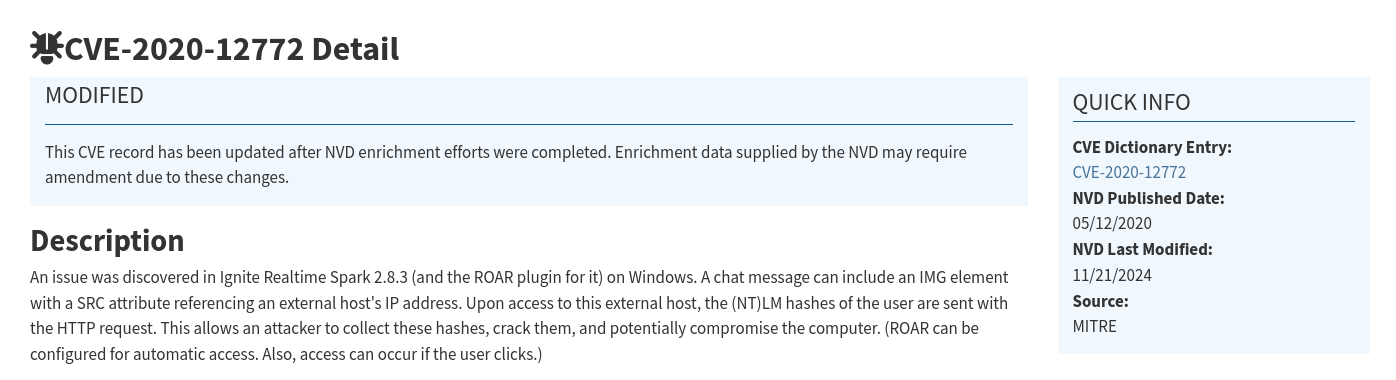 CVE-2020-12772 Detail
MODIFIED
This CVE record has been updated after NVD enrichment efforts were completed. Enrichment data supplied by the NVD may require
amendment due to these changes.
Description
An issue was discovered in Ignite Realtime Spark 2.8.3 (and the ROAR plugin for it) on Windows. A chat message can include an IMG element
with a SRC attribute referencing an external host's IP address. Upon access to this external host, the (NT)LM hashes of the user are sent with
the HTTP request. This allows an attacker to collect these hashes, crack them, and potentially compromise the computer. (ROAR can be
configured for automatic access. Also, access can occur if the user clicks.)
QUICK INFO
CVE Dictionary Entry:
CVE-2020-12772
NVD Published Date:
05/12/2020
NVD Last Modified:
11/21/2024
Source:
MITRE